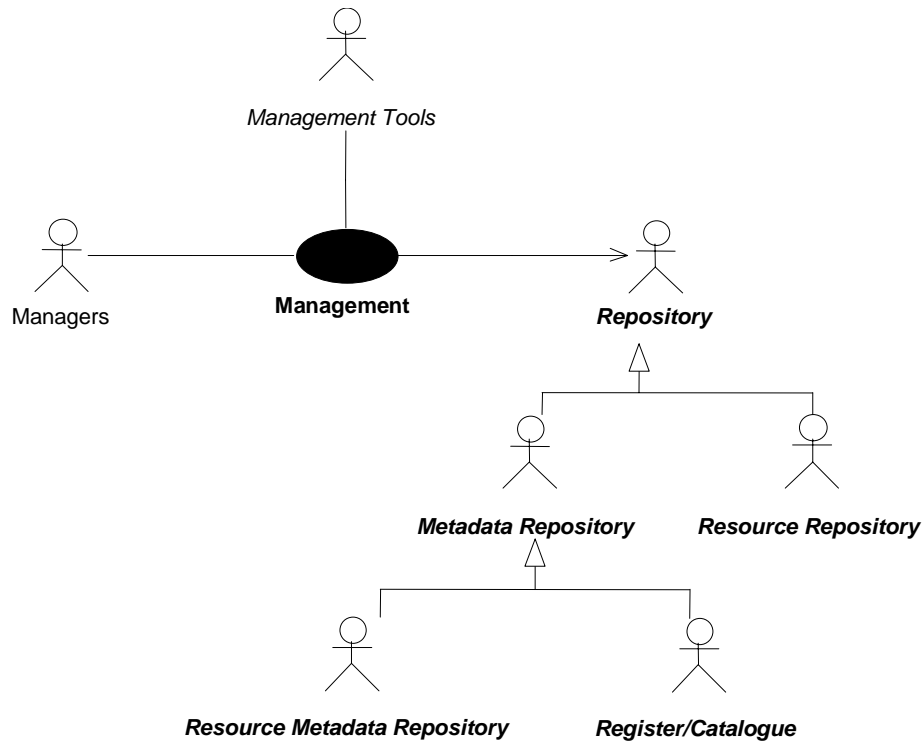 Management Tools
Managers
Management
Repository
Metadata Repository
Resource Repository
Resource Metadata Repository
Register/Catalogue